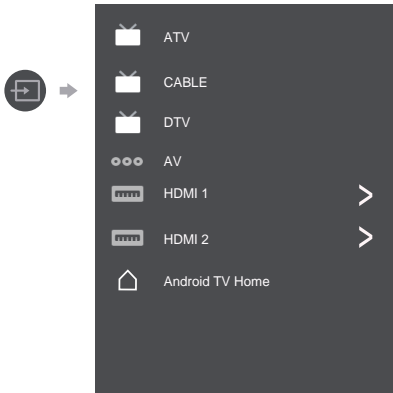 ATV
CABLE
DTV
AV
HDMI 1
HDMI 2
Android TV Home